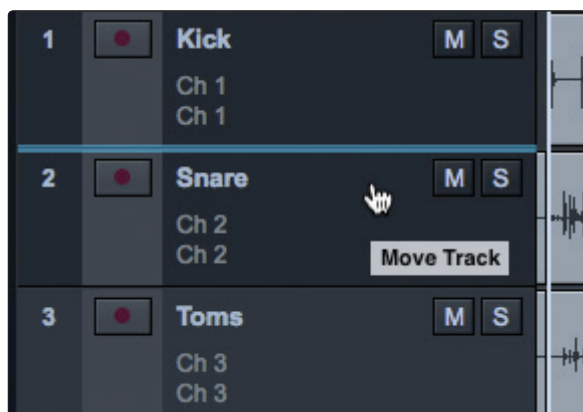 1 Kick M S
Ch 1
Ch 1
2 Snare M S
Ch 2
Ch 2
Move Track
3 Toms M S
Ch 3
Ch 3